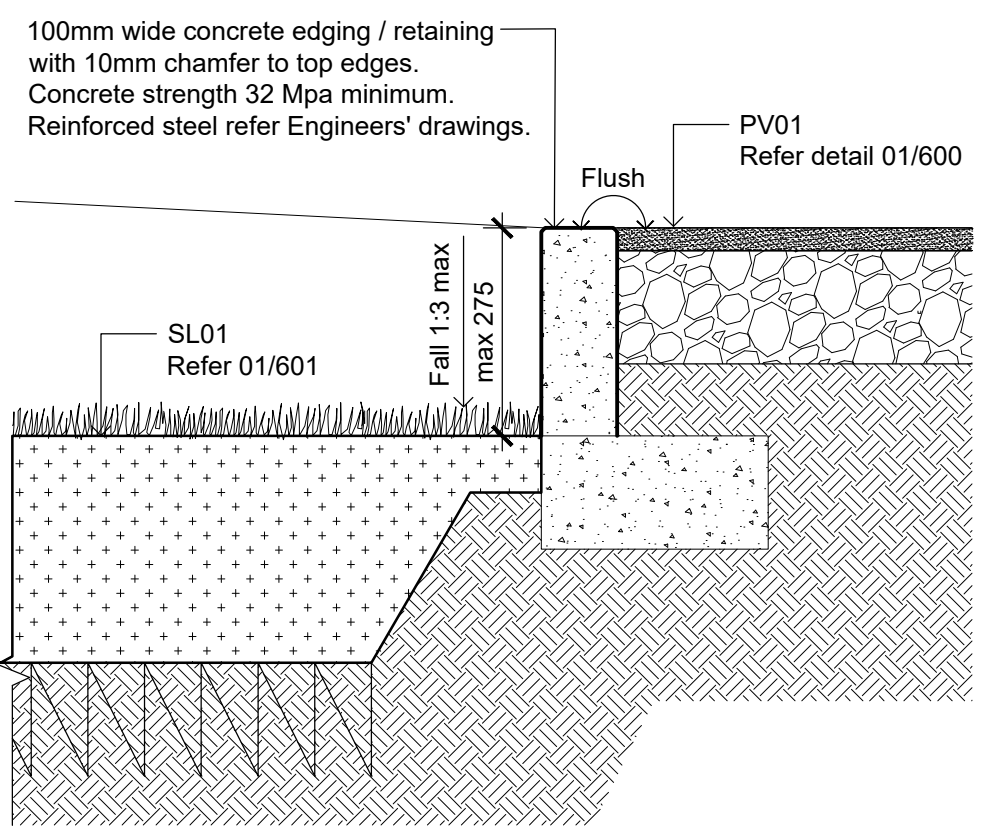 100mm wide concrete edging / retaining
with 10mm chamfer to top edges.
Concrete strength 32 Mpa minimum.
Reinforced steel refer Engineers' drawings.
PV01
Refer detail 01/600
Flush
Fall 1:3 max
max 275
SL01
Refer 01/601